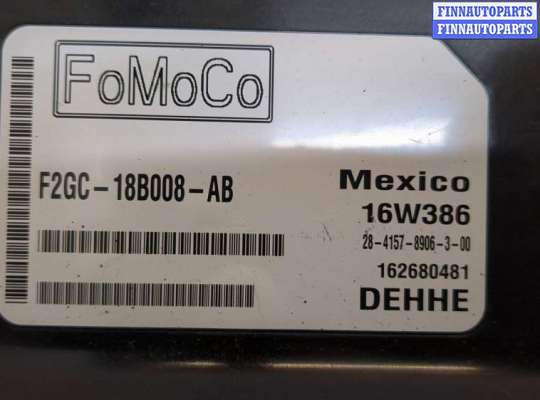 FINNAUTOPARTS
FINNAUTOPARTS
FoMoCo
F2GC-18B008-AB
Mexico
16W386
28-4157-8906-3-00
162680481
DEHHE